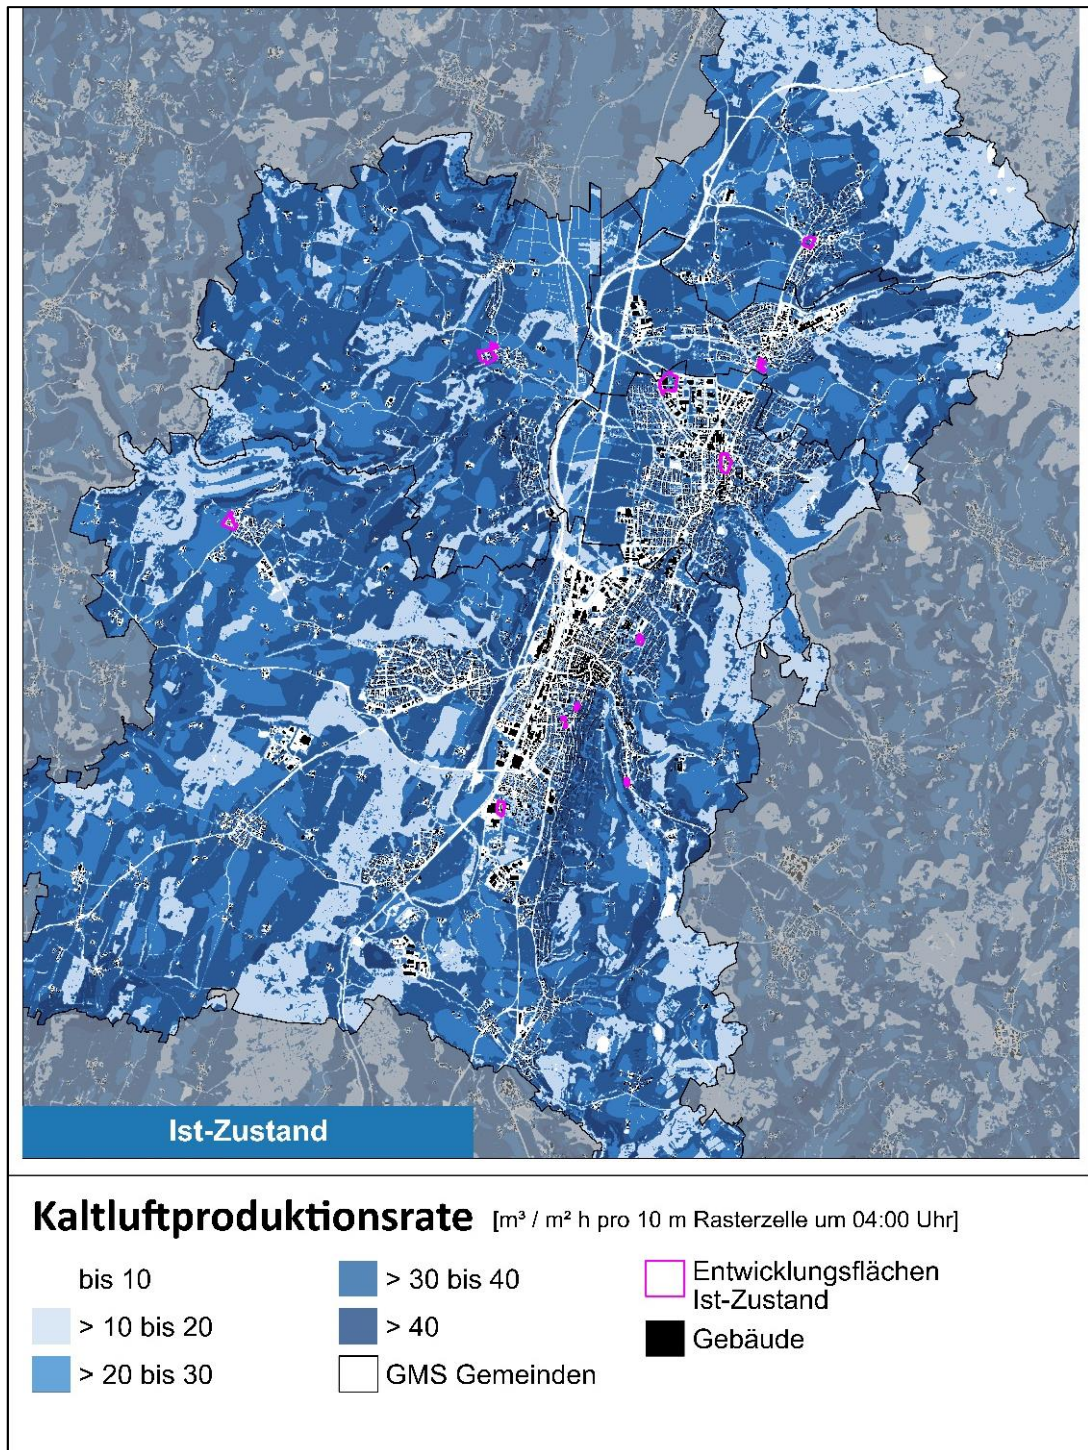 Ist-Zustand
Kaltluftproduktionsrate [m³ / m² h pro 10 m Rasterzelle um 04:00 Uhr]
bis 10
> 10 bis 20
> 20 bis 30
> 30 bis 40
> 40
GMS Gemeinden
Entwicklungsflächen
Ist-Zustand
Gebäude